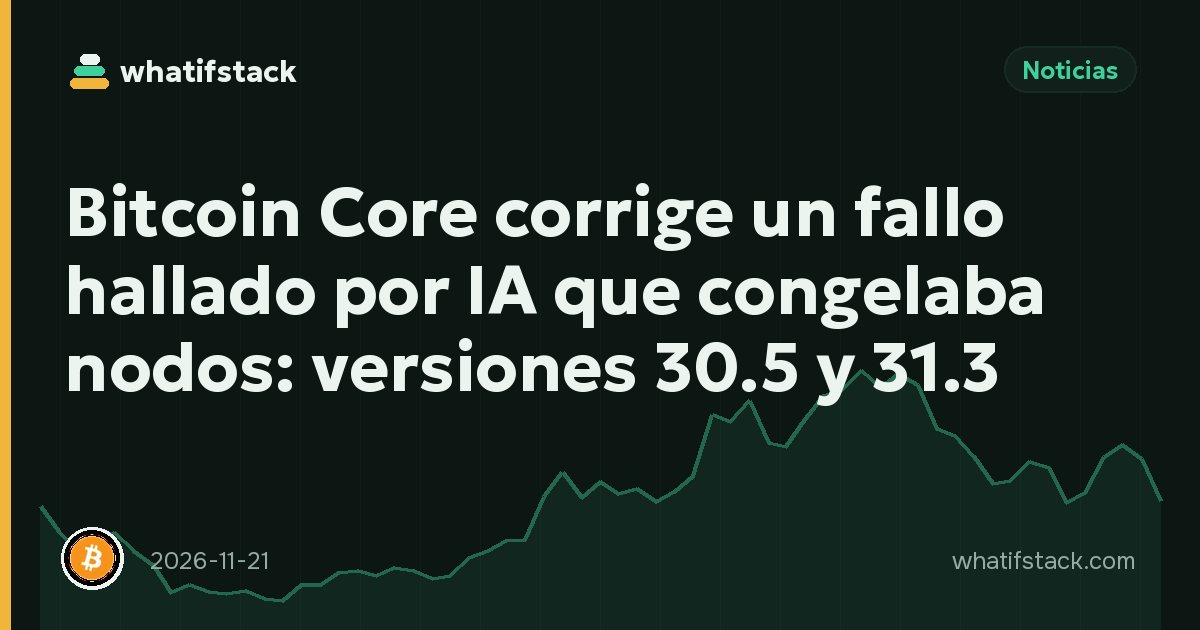 whatifstack
Noticias
Bitcoin Core corrige un fallo
hallado por IA que congelaba
nodos: versiones 30.5 y 31.3
2026-11-21
whatifstack.com